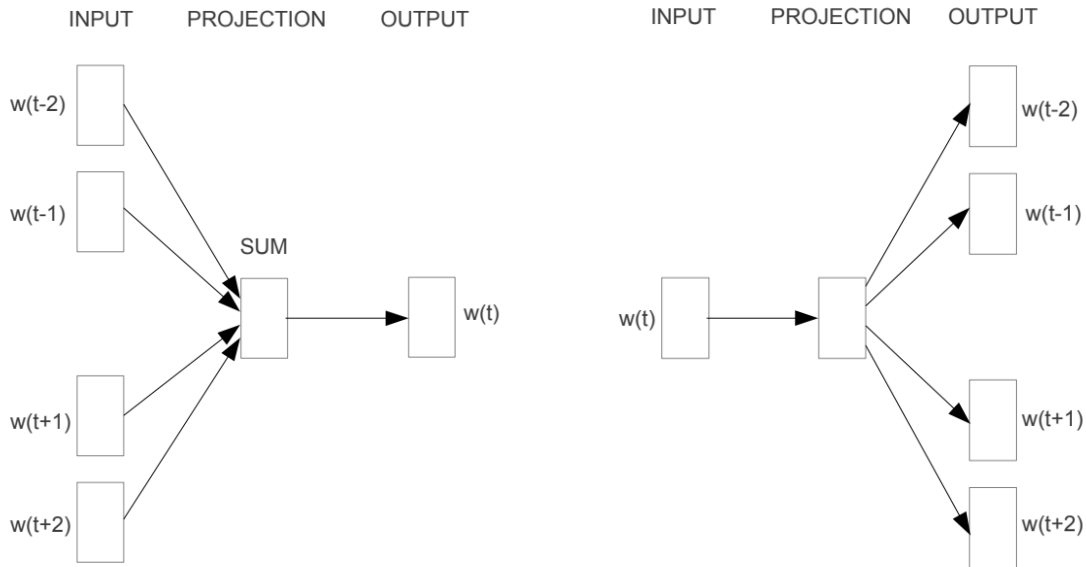 INPUT PROJECTION OUTPUT
w(t-2)
w(t-1)
SUM
w(t)
w(t+1)
w(t+2)
INPUT PROJECTION OUTPUT
w(t-2)
w(t-1)
w(t)
w(t+1)
w(t+2)